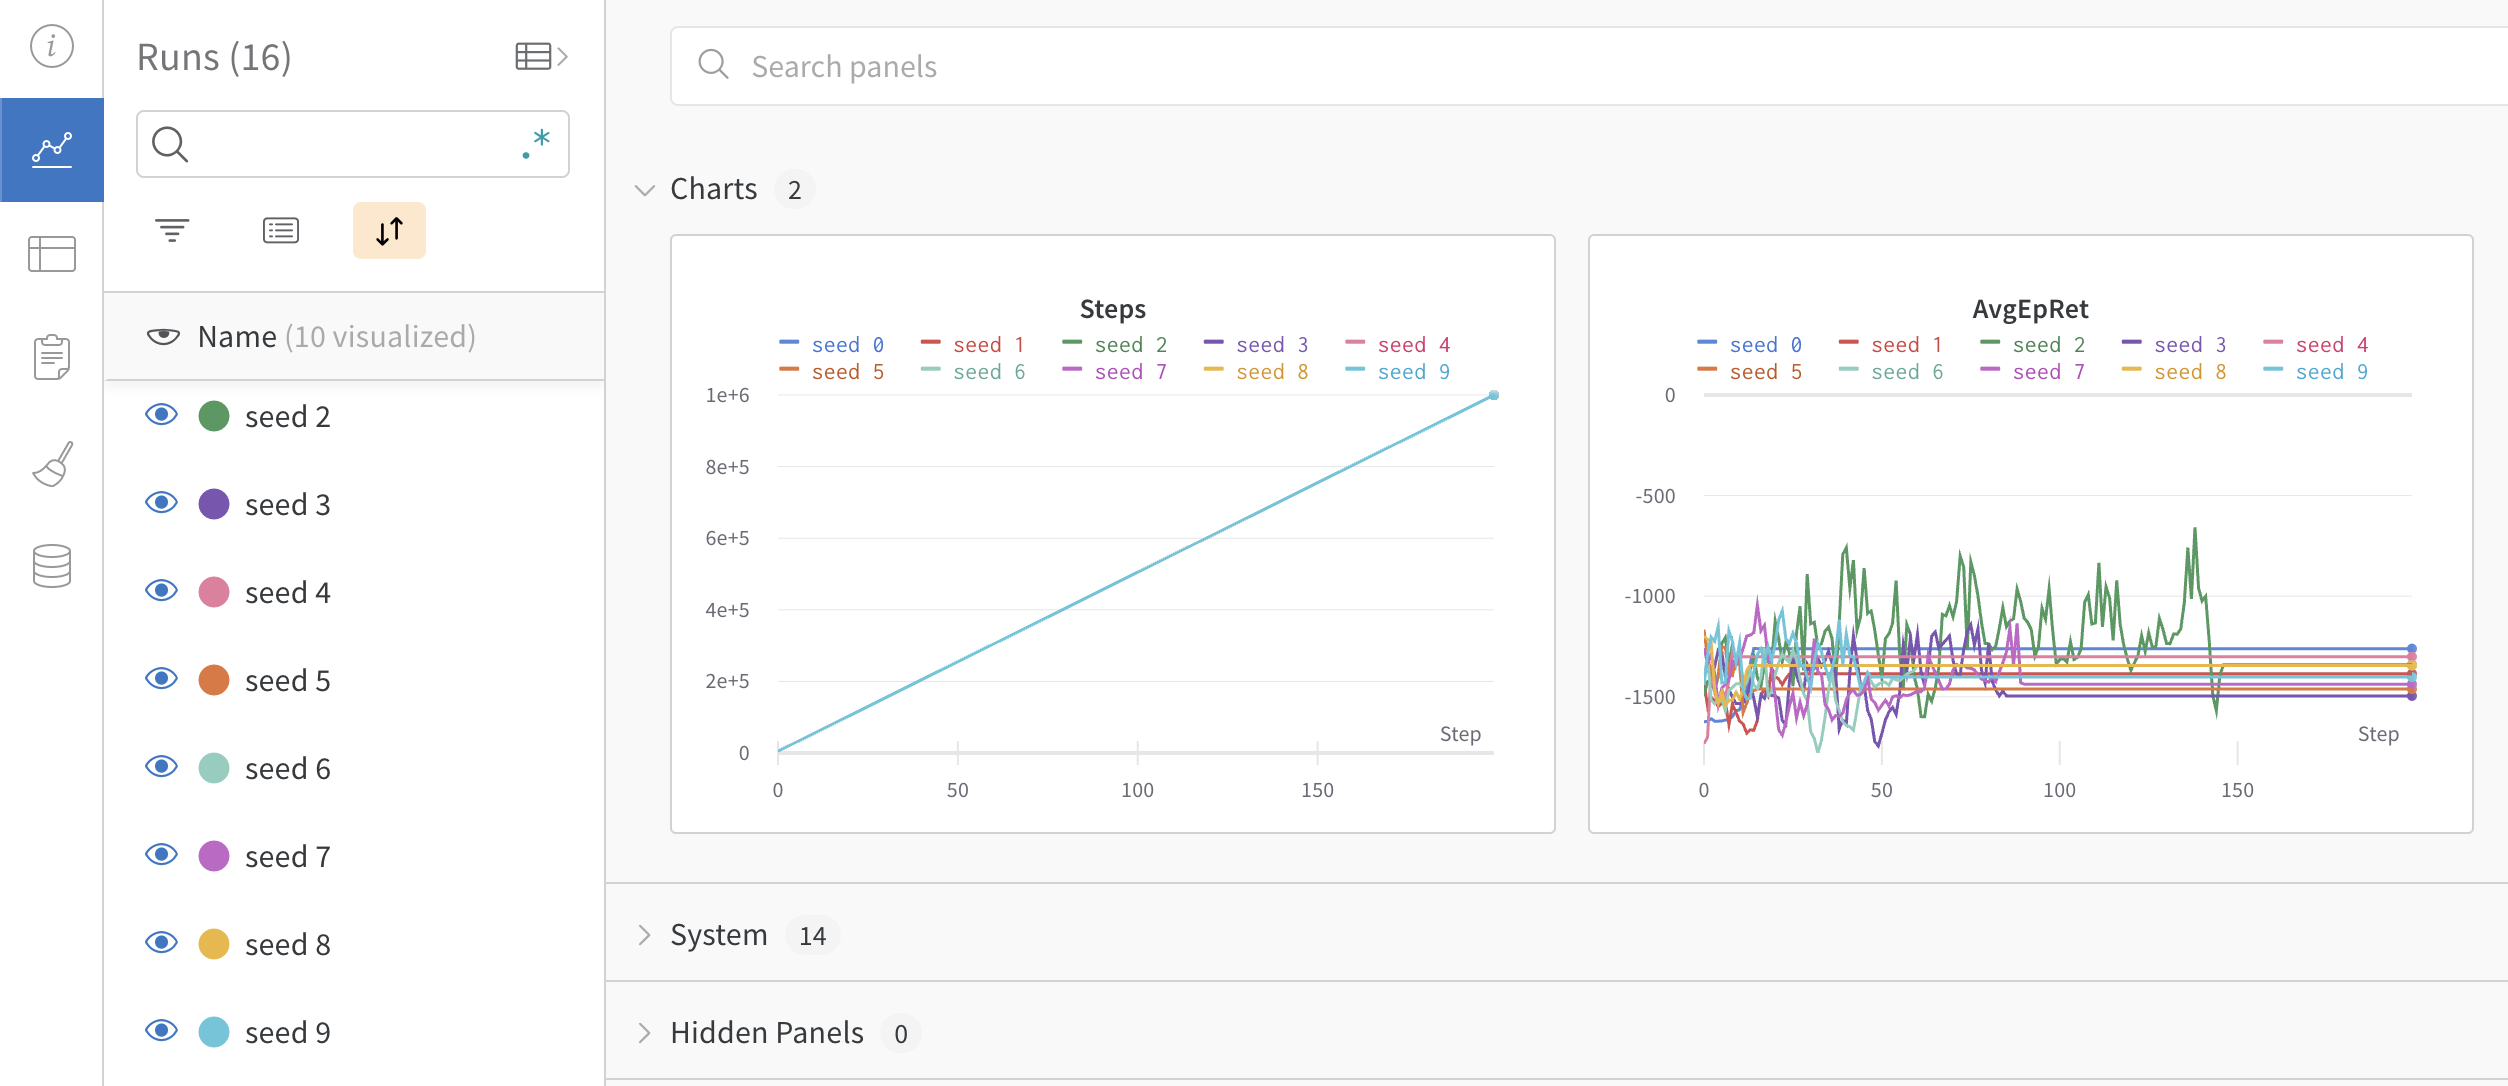 Runs (16)
.*
Name (10 visualized)
seed 2
seed 3
seed 4
seed 5
seed 6
seed 7
seed 8
seed 9
Search panels
Charts 2
Steps
seed 0 seed 1 seed 2 seed 3 seed 4
seed 5 seed 6 seed 7 seed 8 seed 9
1e+6
8e+5
6e+5
4e+5
2e+5
0
Step
0 50 100 150
AvgEpRet
seed 0 seed 1 seed 2 seed 3 seed 4
seed 5 seed 6 seed 7 seed 8 seed 9
0
-500
-1000
-1500
Step
0 50 100 150
System 14
Hidden Panels 0